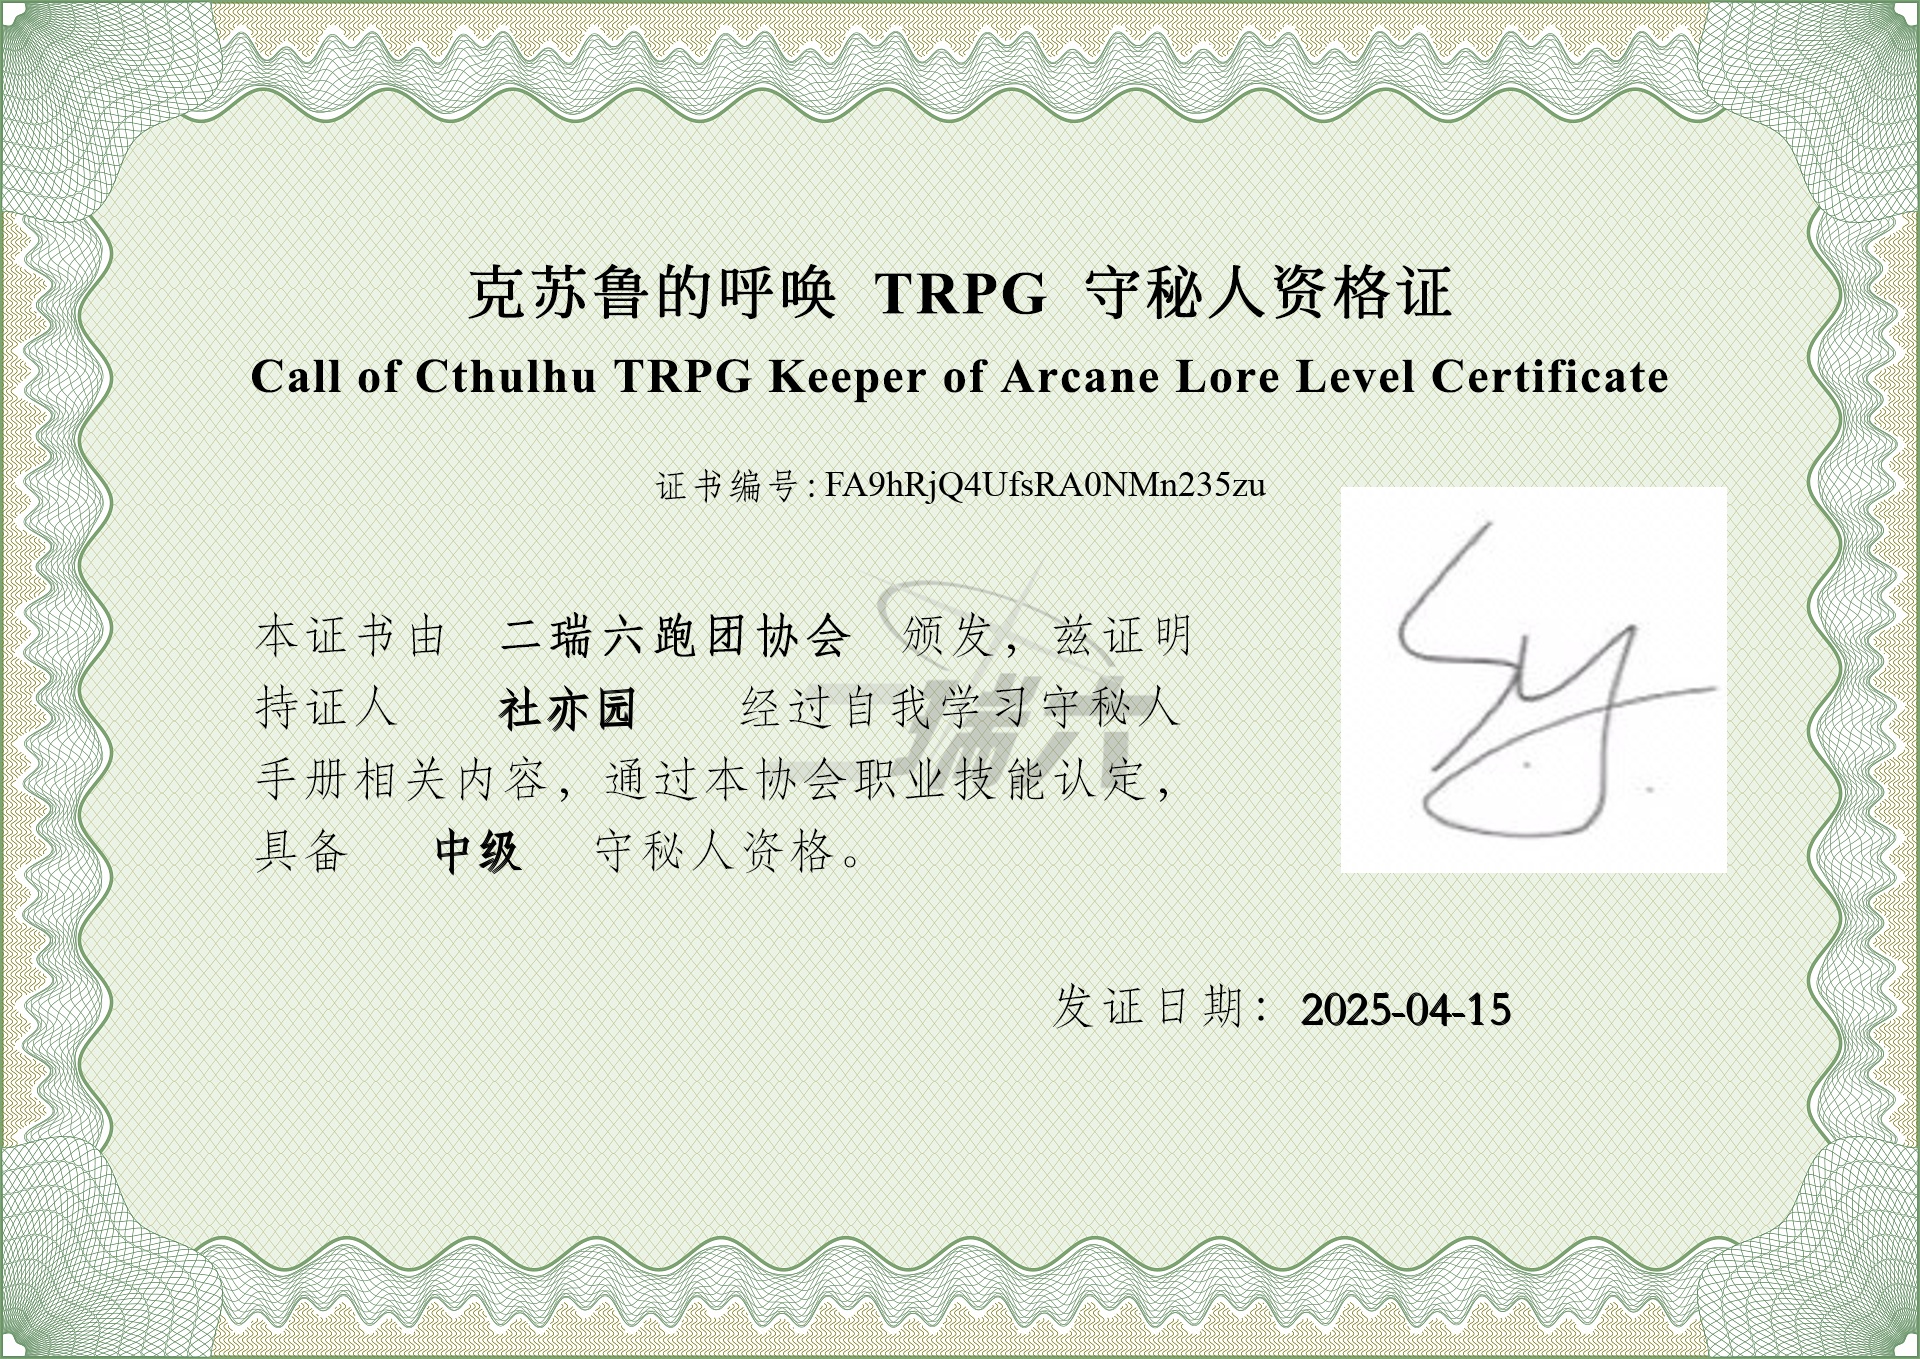 克苏鲁的呼唤 TRPG 守秘人资格证
Call of Cthulhu TRPG Keeper of Arcane Lore Level Certificate
证书编号:FA9hRjQ4UfsRA0NMn235zu
本证书由 二瑞六跑团协会 颁发，兹证明
持证人 社亦园 经过自我学习守秘人
手册相关内容，通过本协会职业技能认定，
具备 中级 守秘人资格。
二瑞六
发证日期：2025-04-15